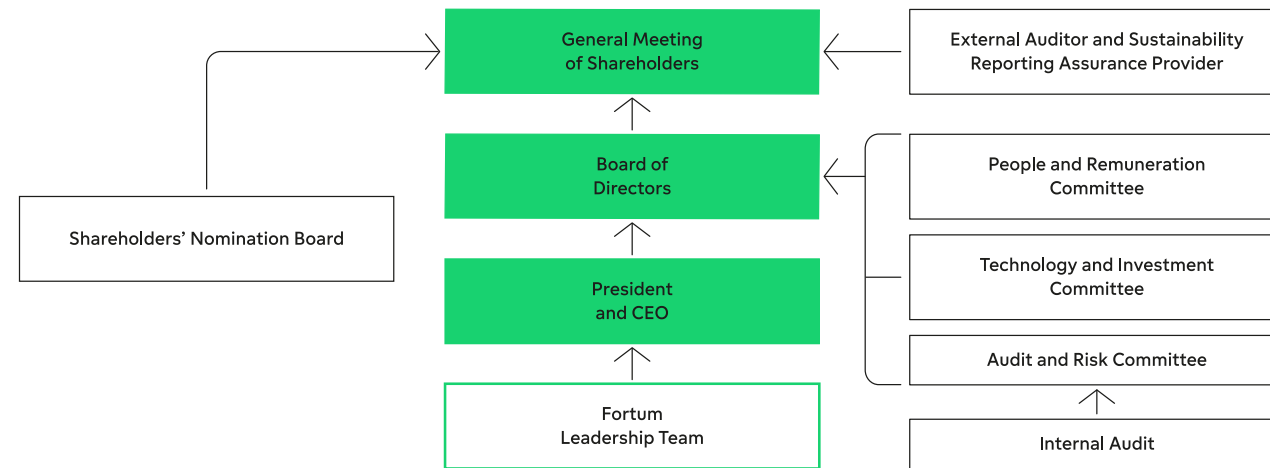 General Meeting
of Shareholders
External Auditor and Sustainability
Reporting Assurance Provider
Board of
Directors
People and Remuneration
Committee
Shareholders’ Nomination Board
Technology and Investment
Committee
President
and CEO
Audit and Risk Committee
Fortum
Leadership Team
Internal Audit